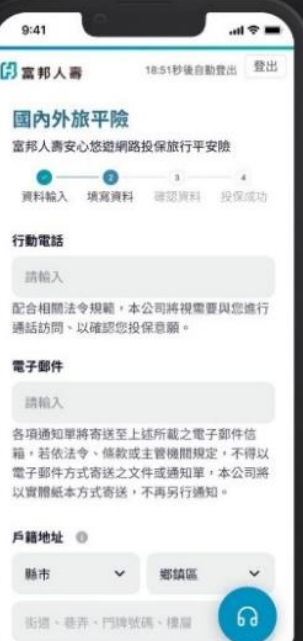 9:41
富邦人壽
18:51秒後自動登出
登出
國內外旅平險
富邦人壽安心悠遊網路投保旅行平安險
2
3
4
資料輸入
填寫資料
確認資料
投保成功
行動電話
請輸入
配合相關法令規範，本公司將視需要與您進行
通話訪問、以確認您投保意願。
電子郵件
請輸入
各項通知單將寄送至上述所載之電子郵件信
箱，若依法令、條款或主管機關規定，不得以
電子郵件方式寄送之文件或通知單，本公司將
以實體紙本方式寄送，不再另行通知。
戶籍地址
縣市
鄉鎮區
街道、巷弄、門牌號碼、樓層